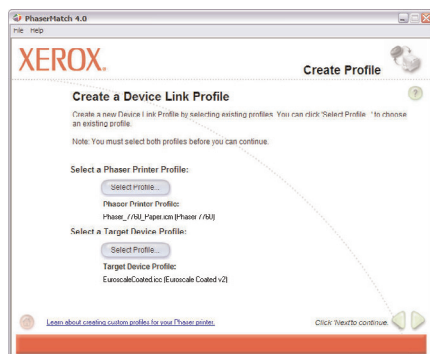 PhaserMatch 4.0
File Help
XEROX.
Create Profile
Create a Device Link Profile
?
Create a new Device Link Profile by selecting existing profiles. You can click 'Select Profile...' to choose
an existing profile.
Note: You must select both profiles before you can continue.
Select a Phaser Printer Profile:
Select Profile...
Phaser Printer Profile:
Phaser_7760_Paper.icm (Phaser 7760)
Select a Target Device Profile:
Select Profile...
Target Device Profile:
EuroscaleCoated.icc (Euroscale Coated v2)
Learn about creating custom profiles for your Phaser printer.
Click 'Next' to continue.